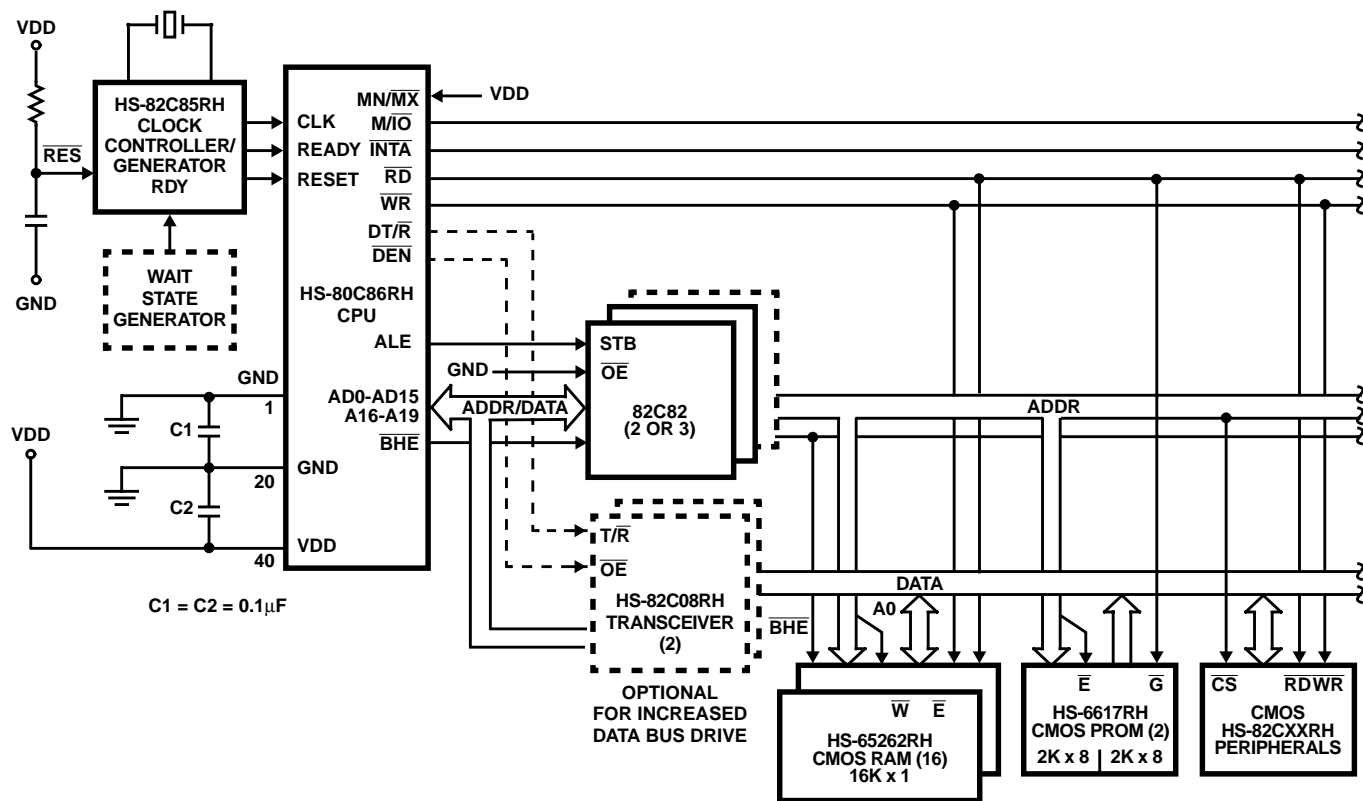 VDD
RES
GND
HS-82C85RH
CLOCK
CONTROLLER/
GENERATOR
RDY
WAIT
STATE
GENERATOR
CLK
READY
RESET
MN/MX
VDD
M/IO
INTA
RD
WR
DT/R
DEN
HS-80C86RH
CPU
ALE
AD0-AD15
A16-A19
BHE
GND
1
C1
VDD
GND
20
C2
VDD
40
C1 = C2 = 0.1μF
ADDR/DATA
STB
GND
OE
82C82
(2 OR 3)
T/R
OE
HS-82C08RH
TRANSCEIVER
(2)
OPTIONAL
FOR INCREASED
DATA BUS DRIVE
ADDR
DATA
BHE
A0
W E
HS-65262RH
CMOS RAM (16)
16K x 1
E G
HS-6617RH
CMOS PROM (2)
2K x 8 | 2K x 8
CS RD WR
CMOS
HS-82CXXRH
PERIPHERALS